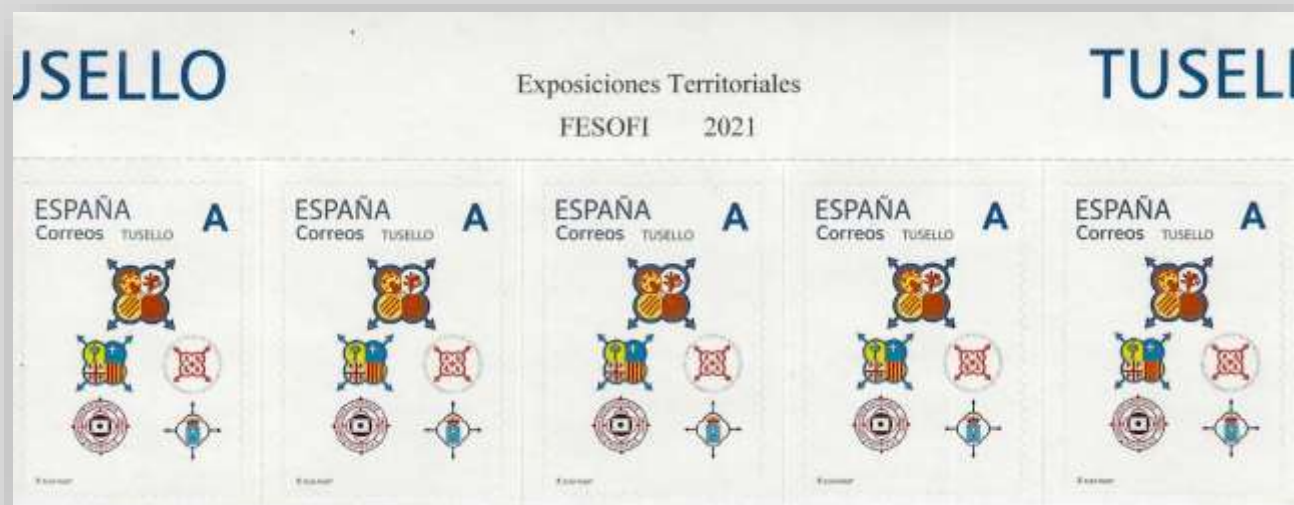 USELLO
TUSELL
Exposiciones Territoriales
FESOFI 2021
ESPAÑA A
Correos TUSELLO
ESPAÑA A
Correos TUSELLO
ESPAÑA A
Correos TUSELLO
ESPAÑA A
Correos TUSELLO
ESPAÑA A
Correos TUSELLO